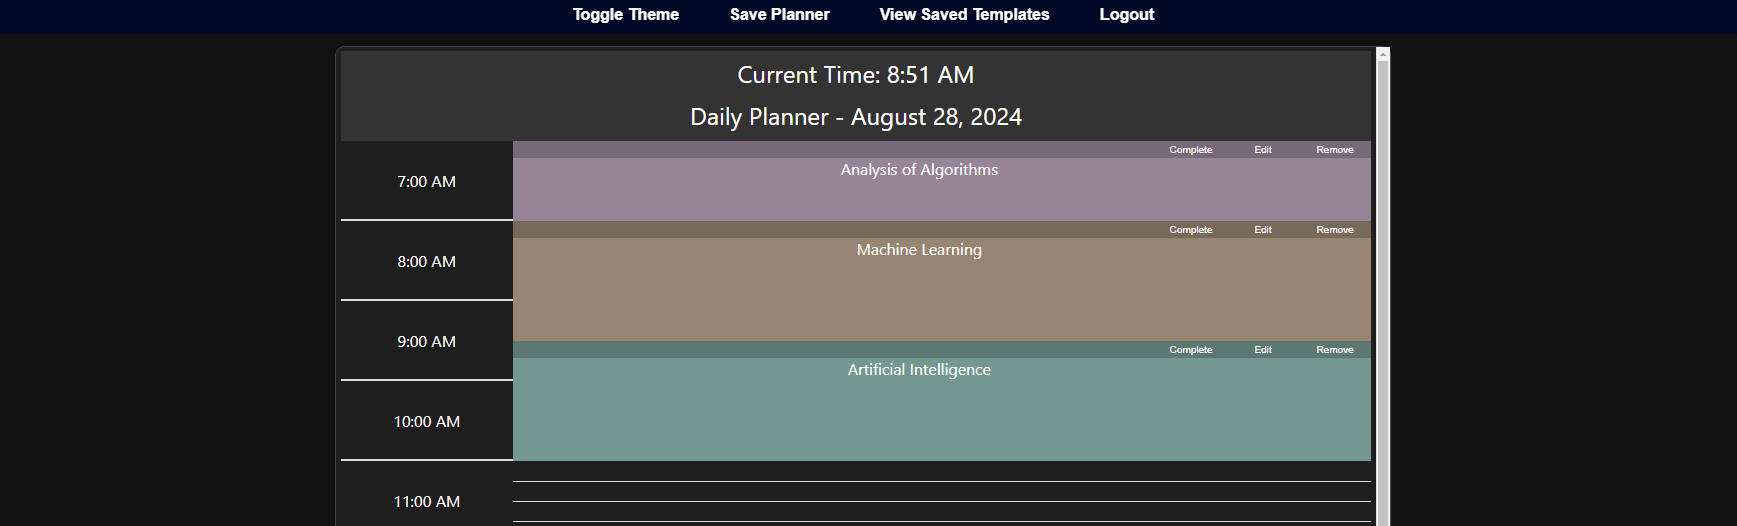 Toggle Theme Save Planner View Saved Templates Logout
Current Time: 8:51 AM
Daily Planner - August 28, 2024
Complete Edit Remove
7:00 AM Analysis of Algorithms
Complete Edit Remove
8:00 AM Machine Learning
9:00 AM
Complete Edit Remove
Artificial Intelligence
10:00 AM
11:00 AM